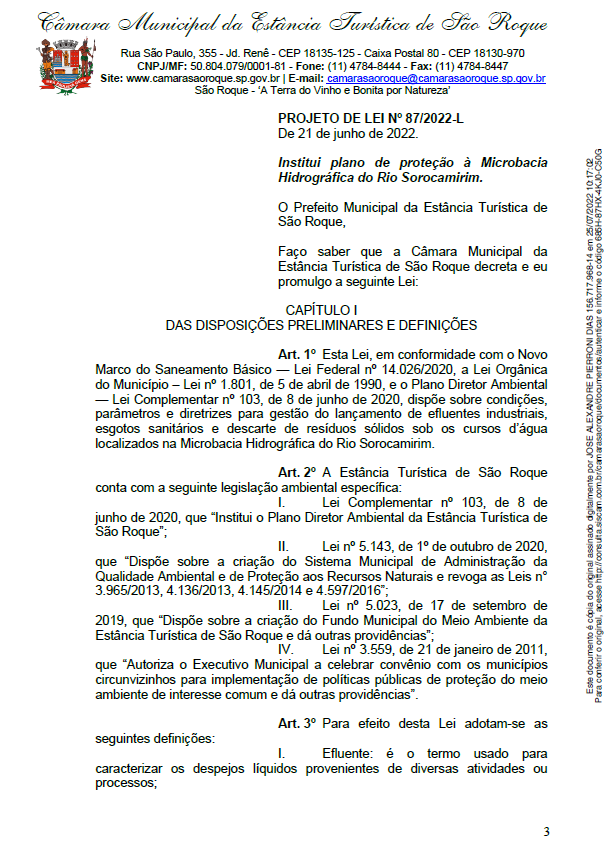 Câmara Municipal da Estância Turística de São Roque
Rua São Paulo, 355 - Jd. Renê - CEP 18135-125 - Caixa Postal 80 - CEP 18130-970
CNPJ/MF: 50.804.079/0001-81 - Fone: (11) 4784-8444 - Fax: (11) 4784-8447
Site: www.camarasaoroque.sp.gov.br | E-mail: camarasaoroque@camarasaoroque.sp.gov.br
São Roque - ‘A Terra do Vinho e Bonita por Natureza’
PROJETO DE LEI Nº 87/2022-L
De 21 de junho de 2022.
Institui plano de proteção à Microbacia
Hidrográfica do Rio Sorocamirim.
O Prefeito Municipal da Estância Turística de
São Roque,
Faço saber que a Câmara Municipal da
Estância Turística de São Roque decreta e eu
promulgo a seguinte Lei:
CAPÍTULO I
DAS DISPOSIÇÕES PRELIMINARES E DEFINIÇÕES
Art. 1º Esta Lei, em conformidade com o Novo
Marco do Saneamento Básico — Lei Federal nº 14.026/2020, a Lei Orgânica
do Município – Lei nº 1.801, de 5 de abril de 1990, e o Plano Diretor Ambiental
— Lei Complementar nº 103, de 8 de junho de 2020, dispõe sobre condições,
parâmetros e diretrizes para gestão do lançamento de efluentes industriais,
esgotos sanitários e descarte de resíduos sólidos sob os cursos d’água
localizados na Microbacia Hidrográfica do Rio Sorocamirim.
Art. 2º A Estância Turística de São Roque
conta com a seguinte legislação ambiental específica:
I. Lei Complementar nº 103, de 8 de
junho de 2020, que “Institui o Plano Diretor Ambiental da Estância Turística de
São Roque”;
II. Lei nº 5.143, de 1º de outubro de 2020,
que “Dispõe sobre a criação do Sistema Municipal de Administração da
Qualidade Ambiental e de Proteção aos Recursos Naturais e revoga as Leis n°
3.965/2013, 4.136/2013, 4.145/2014 e 4.597/2016”;
III. Lei nº 5.023, de 17 de setembro de
2019, que “Dispõe sobre a criação do Fundo Municipal do Meio Ambiente da
Estância Turística de São Roque e dá outras providências”;
IV. Lei nº 3.559, de 21 de janeiro de 2011,
que “Autoriza o Executivo Municipal a celebrar convênio com os municípios
circunvizinhos para implementação de políticas públicas de proteção do meio
ambiente de interesse comum e dá outras providências”.
Art. 3º Para efeito desta Lei adotam-se as
seguintes definições:
I. Efluente: é o termo usado para
caracterizar os despejos líquidos provenientes de diversas atividades ou
processos;
3
Este documento é cópia do original assinado digitalmente por JOSE ALEXANDRE PIERRONI DIAS 156.717.968-14 em 25/07/2022 10:17:02
Para conferir o original, acesse http://consulta.siscam.com.br/camarasaoroque/documentos/autenticar e informe o código 685H-87HX-4KJ0-C50G